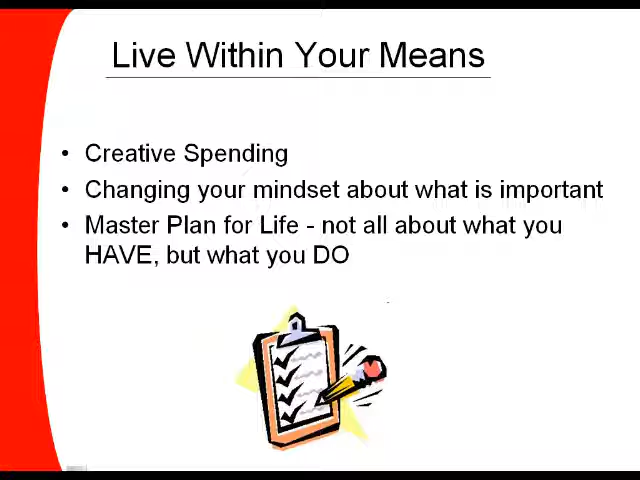 Live Within Your Means
• Creative Spending
• Changing your mindset about what is important
• Master Plan for Life - not all about what you
HAVE, but what you DO